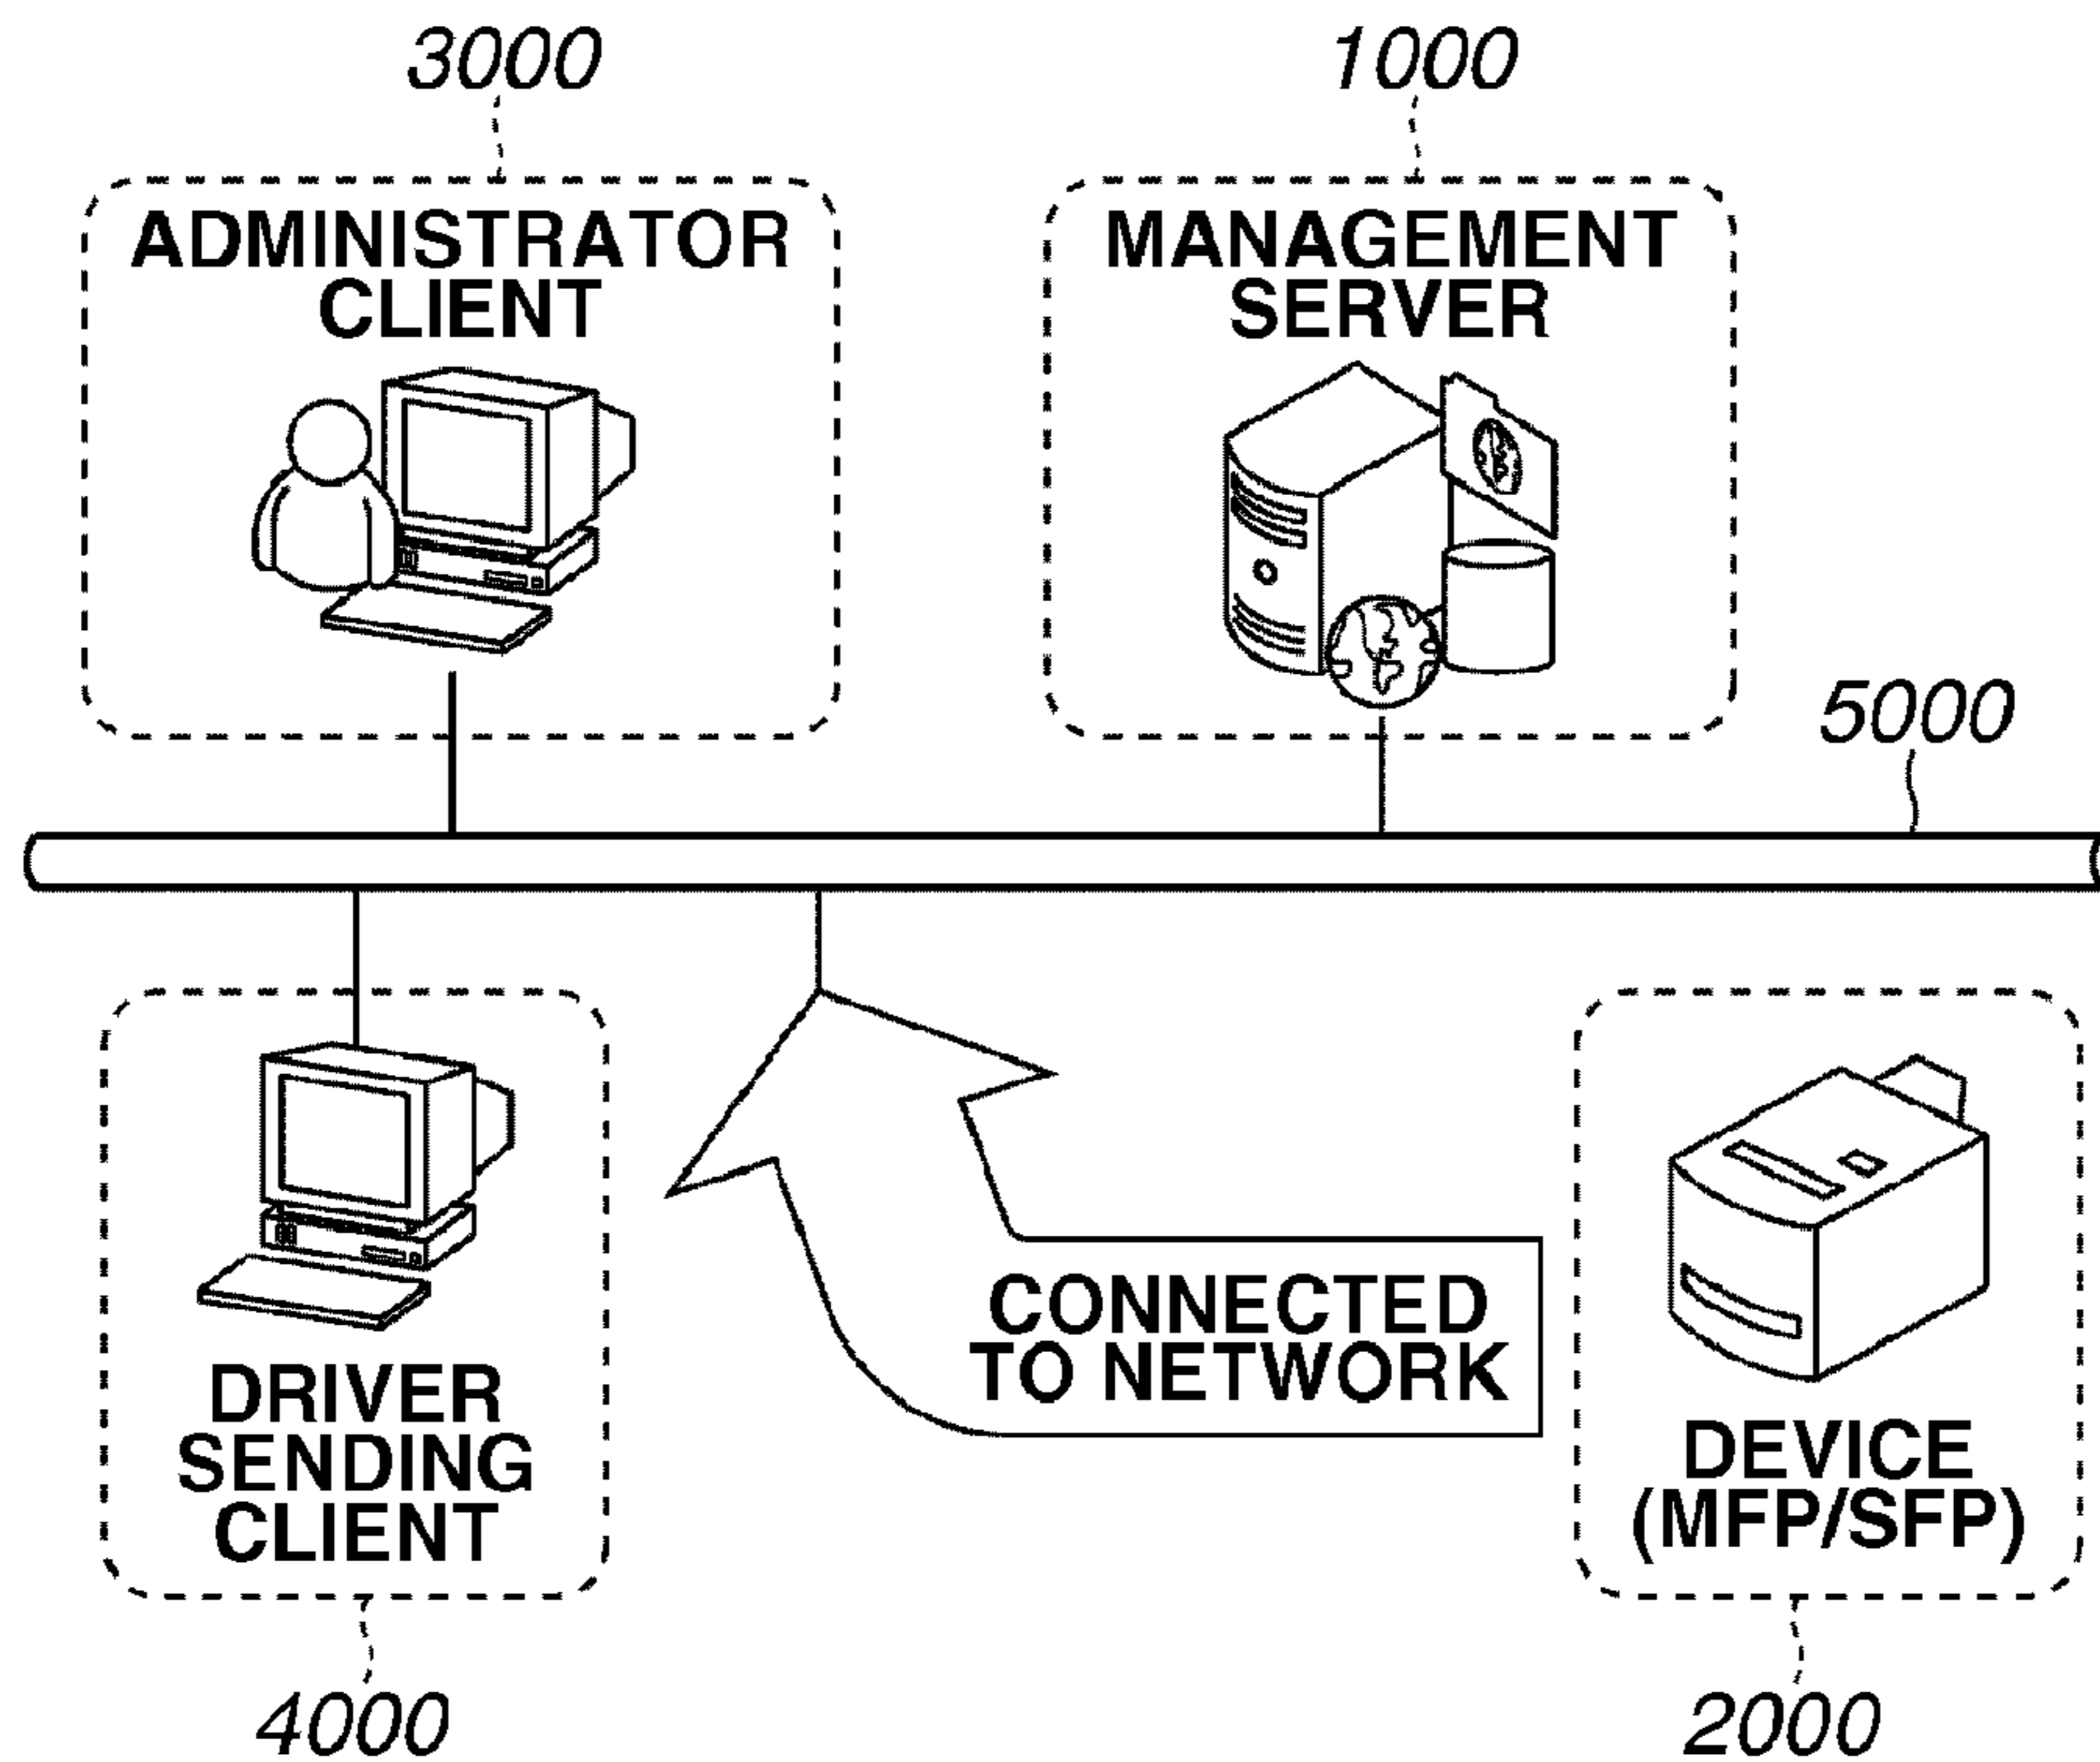 3000
1000
ADMINISTRATOR
CLIENT
MANAGEMENT
SERVER
5000
CONNECTED
TO NETWORK
DRIVER
SENDING
CLIENT
DEVICE
(MFP/SFP)
4000
2000